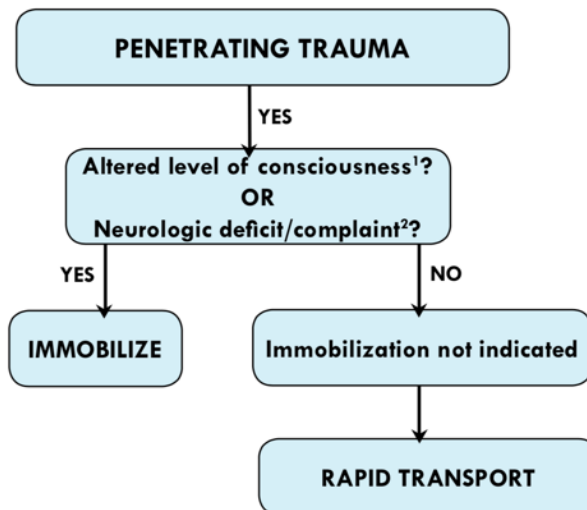 PENETRATING TRAUMA
YES
Altered level of consciousness¹?
OR
Neurologic deficit/complaint²?
YES
NO
IMMOBILIZE
Immobilization not indicated
RAPID TRANSPORT